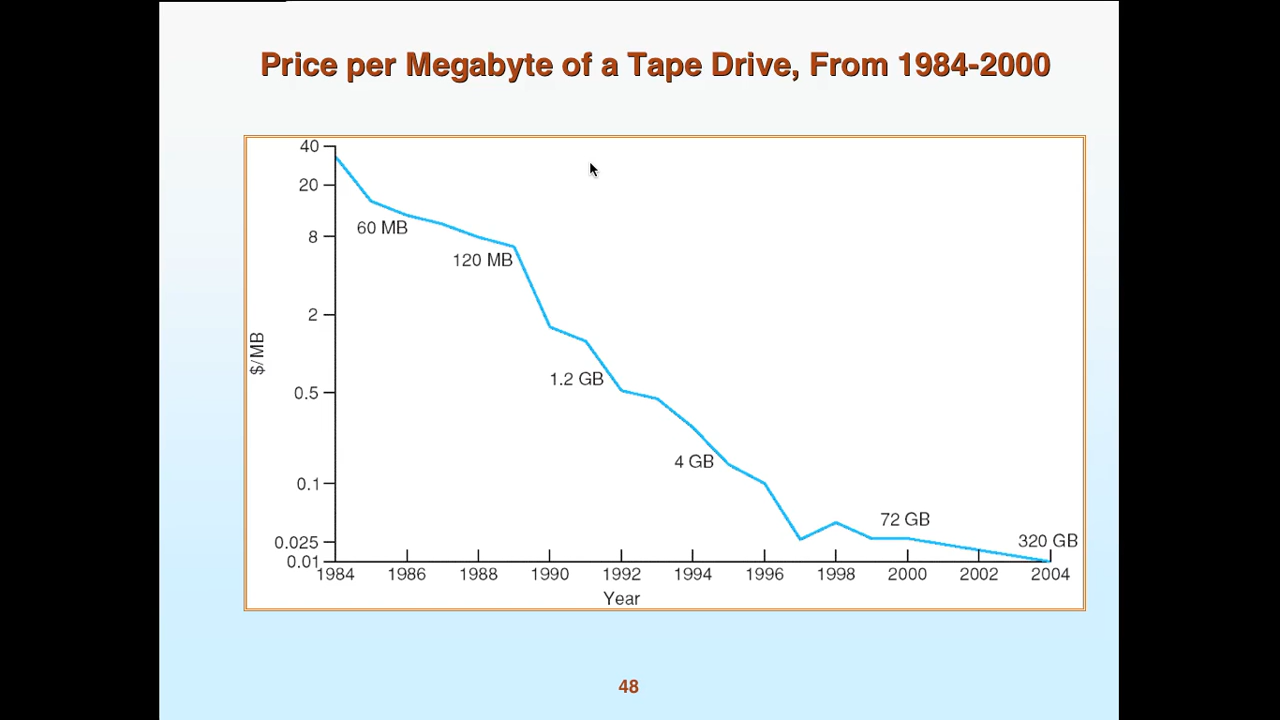 Price per Megabyte of a Tape Drive, From 1984-2000
40
20
8
2
0.5
0.1
0.025
0.01
$/MB
60 MB
120 MB
1.2 GB
4 GB
72 GB
320 GB
1984 1986 1988 1990 1992 1994 1996 1998 2000 2002 2004
Year
48